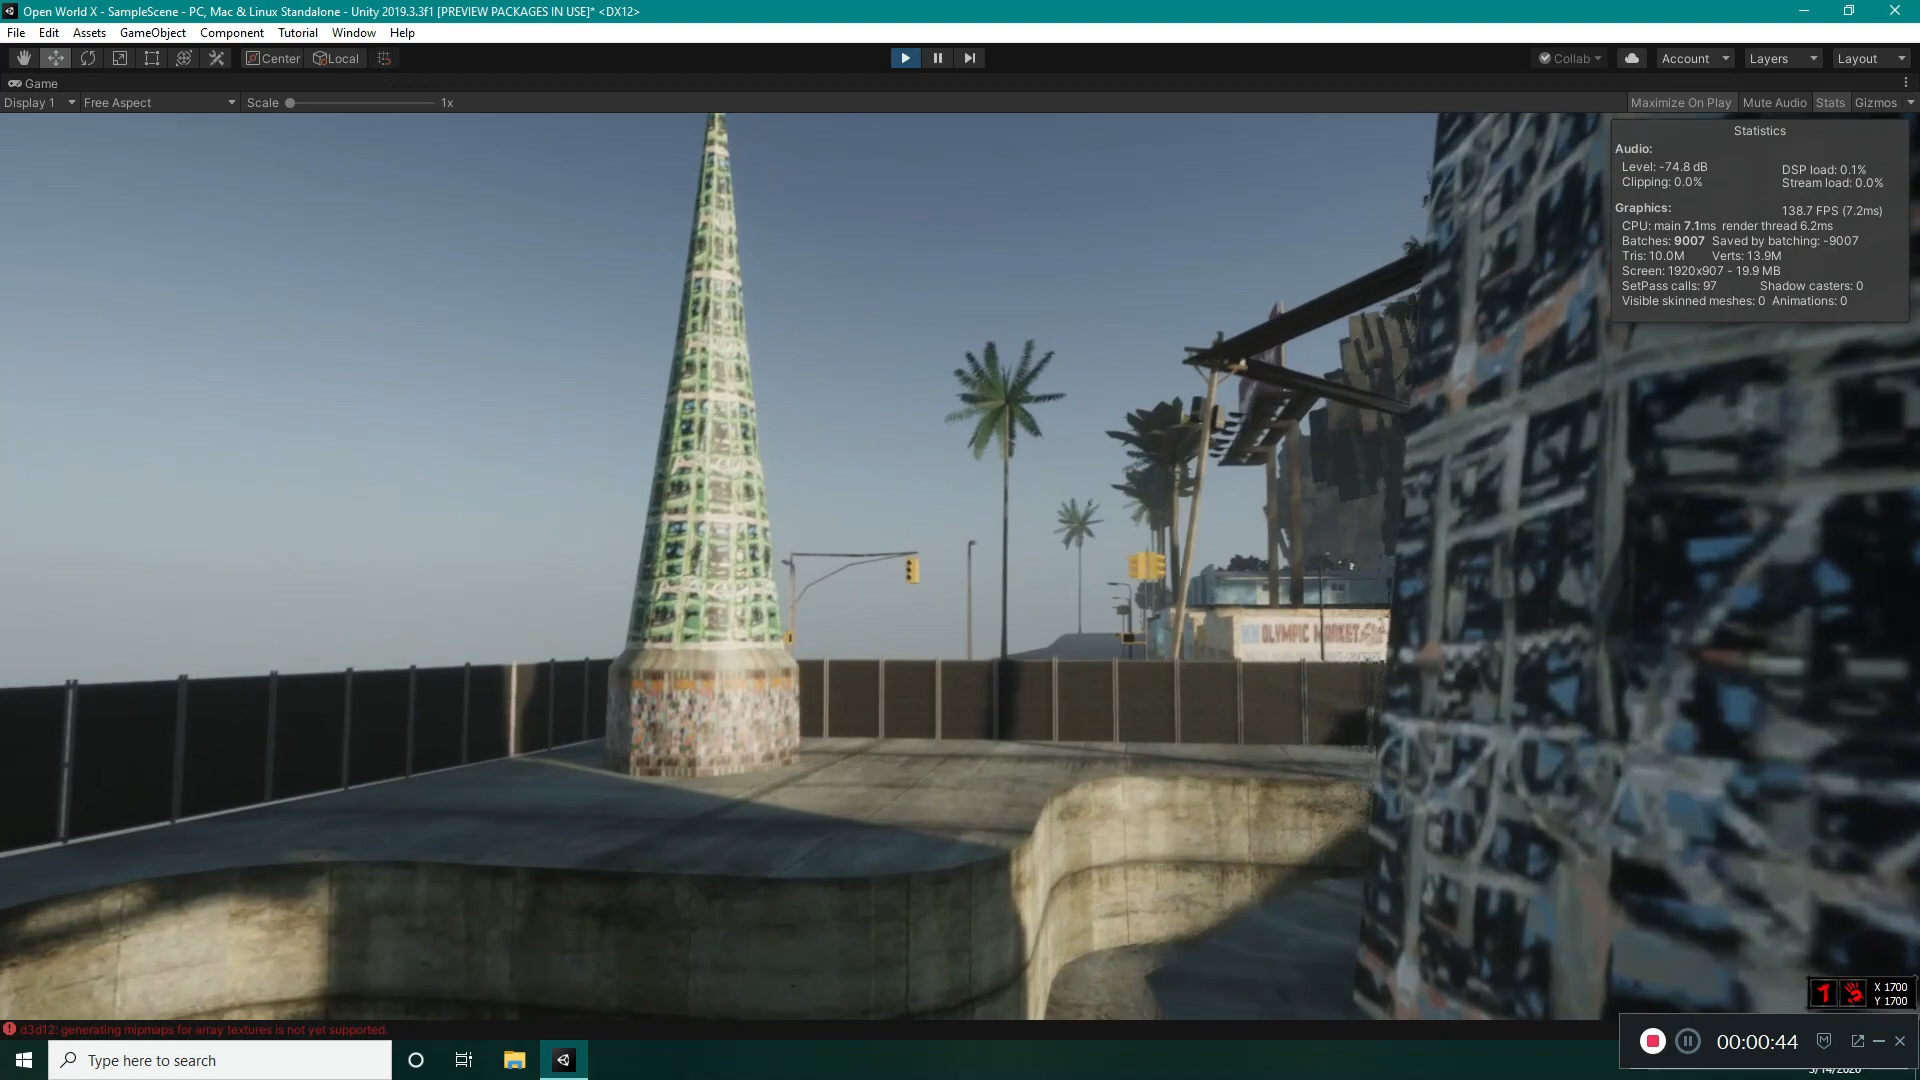 Open World X - SampleScene - PC, Mac & Linux Standalone - Unity 2019.3.3f1 [PREVIEW PACKAGES IN USE]* <DX12>
File Edit Assets GameObject Component Tutorial Window Help
Center Local Collab Account Layers Layout
Game
Display 1 Free Aspect Scale 1x Maximize On Play Mute Audio Stats Gizmos
Statistics
Audio:
Level: -74.8 dB DSP load: 0.1%
Clipping: 0.0% Stream load: 0.0%
Graphics: 138.7 FPS (7.2ms)
CPU: main 7.1ms render thread 6.2ms
Batches: 9007 Saved by batching: -9007
Tris: 10.0M Verts: 13.9M
Screen: 1920x907 - 19.9 MB
SetPass calls: 97 Shadow casters: 0
Visible skinned meshes: 0 Animations: 0
OLYMPIC MARKET
X 1700
Y 1700
d3d12: generating mipmaps for array textures is not yet supported.
00:00:44
Type here to search